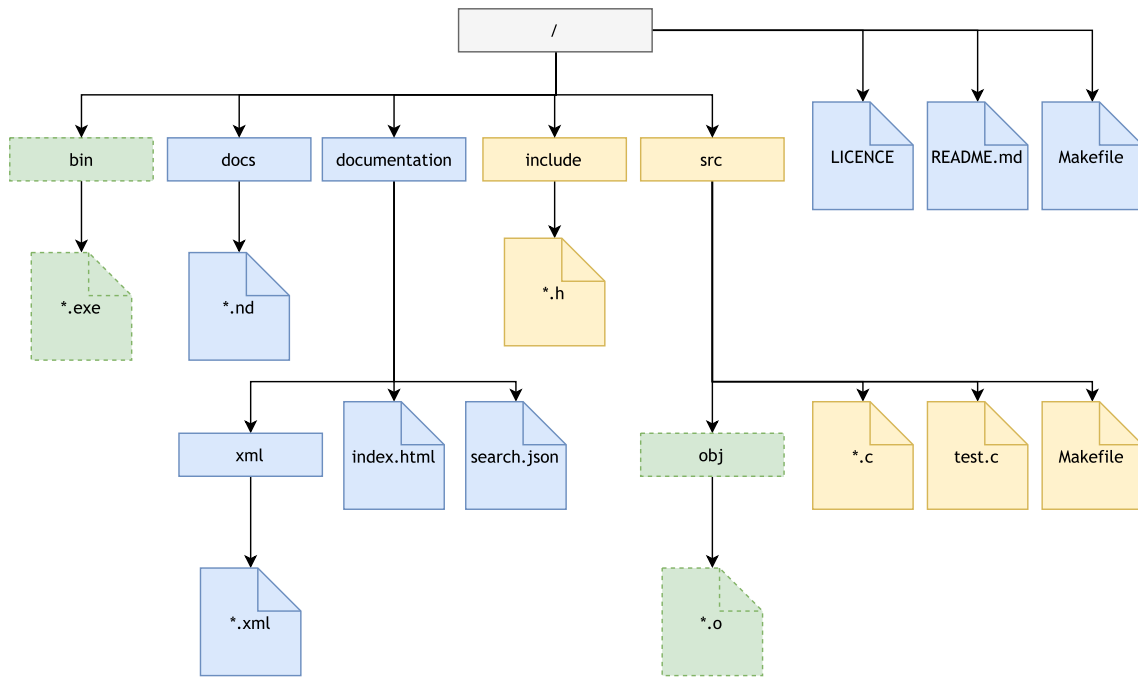 /
bin
docs
documentation
include
src
LICENCE
README.md
Makefile
*.exe
*.nd
*.h
xml
index.html
search.json
obj
*.c
test.c
Makefile
*.xml
*.o